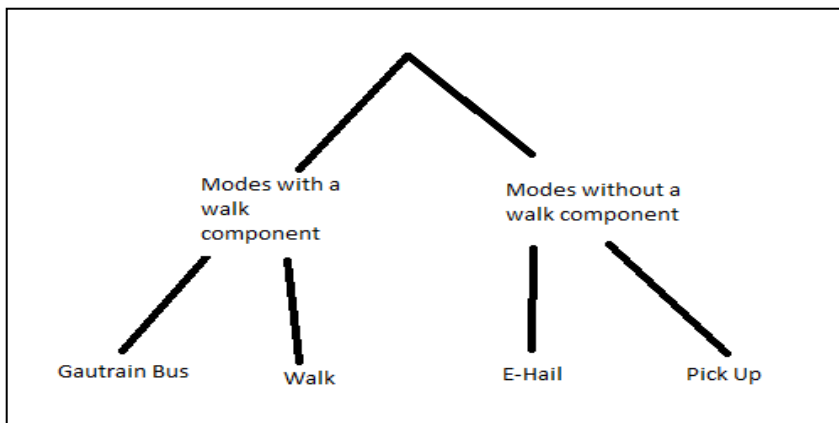 Modes with a
walk
component
Modes without a
walk component
Gautrain Bus
Walk
E-Hail
Pick Up